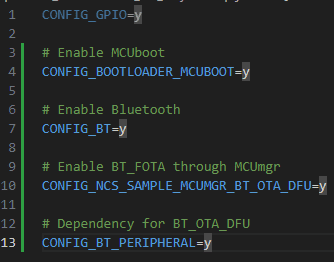 1 CONFIG_GPIO=y
2
3 # Enable MCUboot
4 CONFIG_BOOTLOADER_MCUBOOT=y
5
6 # Enable Bluetooth
7 CONFIG_BT=y
8
9 # Enable BT_FOTA through MCUmgr
10 CONFIG_NCS_SAMPLE_MCUMGR_BT_OTA_DFU=y
11
12 # Dependency for BT_OTA_DFU
13 CONFIG_BT_PERIPHERAL=y